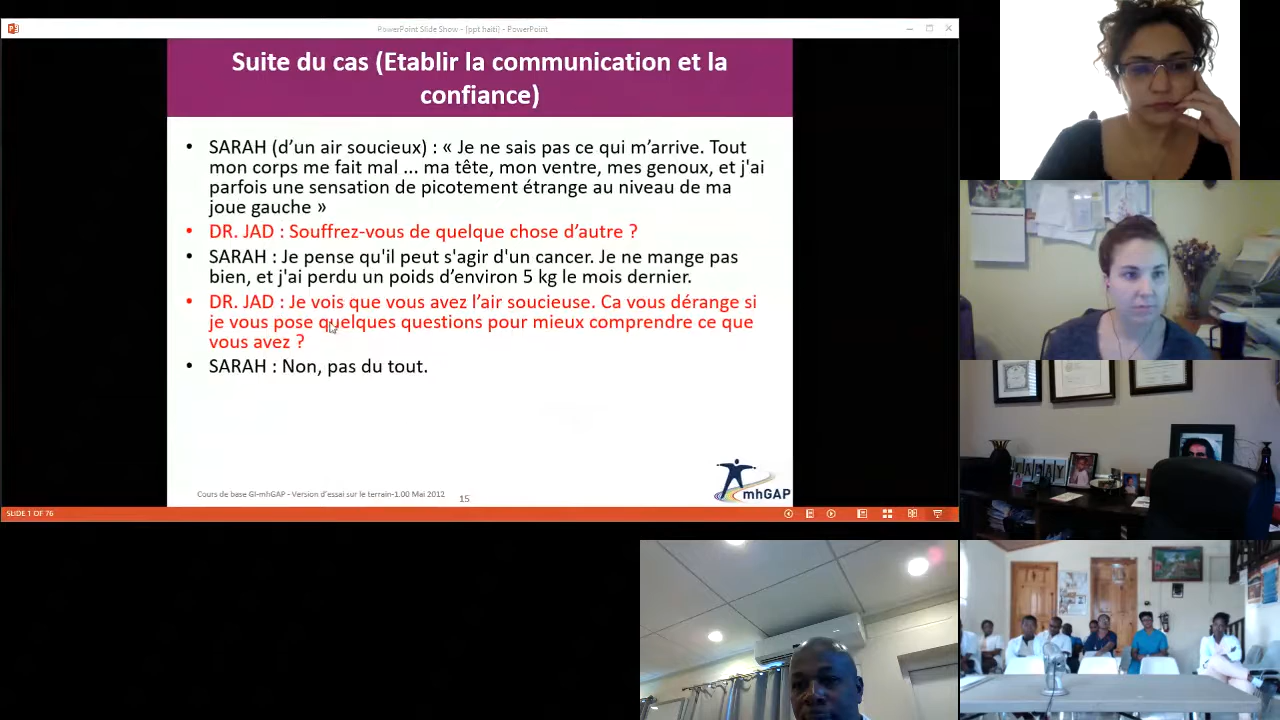 PowerPoint Slide Show - [ppt haiti] - PowerPoint
Suite du cas (Etablir la communication et la
confiance)
• SARAH (d’un air soucieux) : « Je ne sais pas ce qui m’arrive. Tout
mon corps me fait mal ... ma tête, mon ventre, mes genoux, et j'ai
parfois une sensation de picotement étrange au niveau de ma
joue gauche »
• DR. JAD : Souffrez-vous de quelque chose d’autre ?
• SARAH : Je pense qu'il peut s'agir d'un cancer. Je ne mange pas
bien, et j'ai perdu un poids d’environ 5 kg le mois dernier.
• DR. JAD : Je vois que vous avez l’air soucieuse. Ca vous dérange si
je vous pose quelques questions pour mieux comprendre ce que
vous avez ?
• SARAH : Non, pas du tout.
Cours de base GI-mhGAP - Version d’essai sur le terrain-1.00 Mai 2012
15
mhGAP
SLIDE 1 OF 76